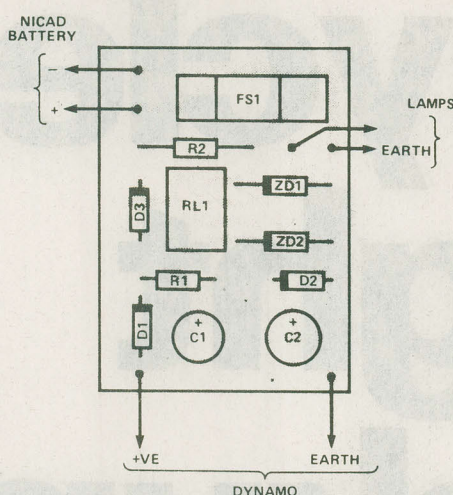 NICAD
BATTERY
−
+
FS1
LAMPS
EARTH
R2
ZD1
RL1
D3
ZD2
R1
D2
D1
+
C1
+
C2
+VE
EARTH
DYNAMO